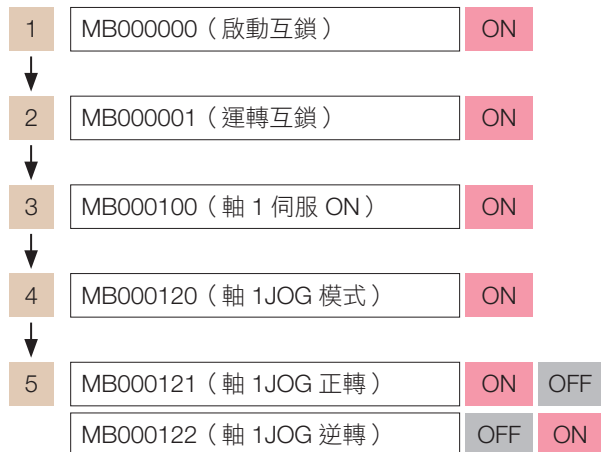 1 MB000000（啟動互鎖） ON
2 MB000001（運轉互鎖） ON
3 MB000100（軸 1 伺服 ON） ON
4 MB000120（軸 1JOG 模式） ON
5 MB000121（軸 1JOG 正轉） ON OFF
MB000122（軸 1JOG 逆轉） OFF ON